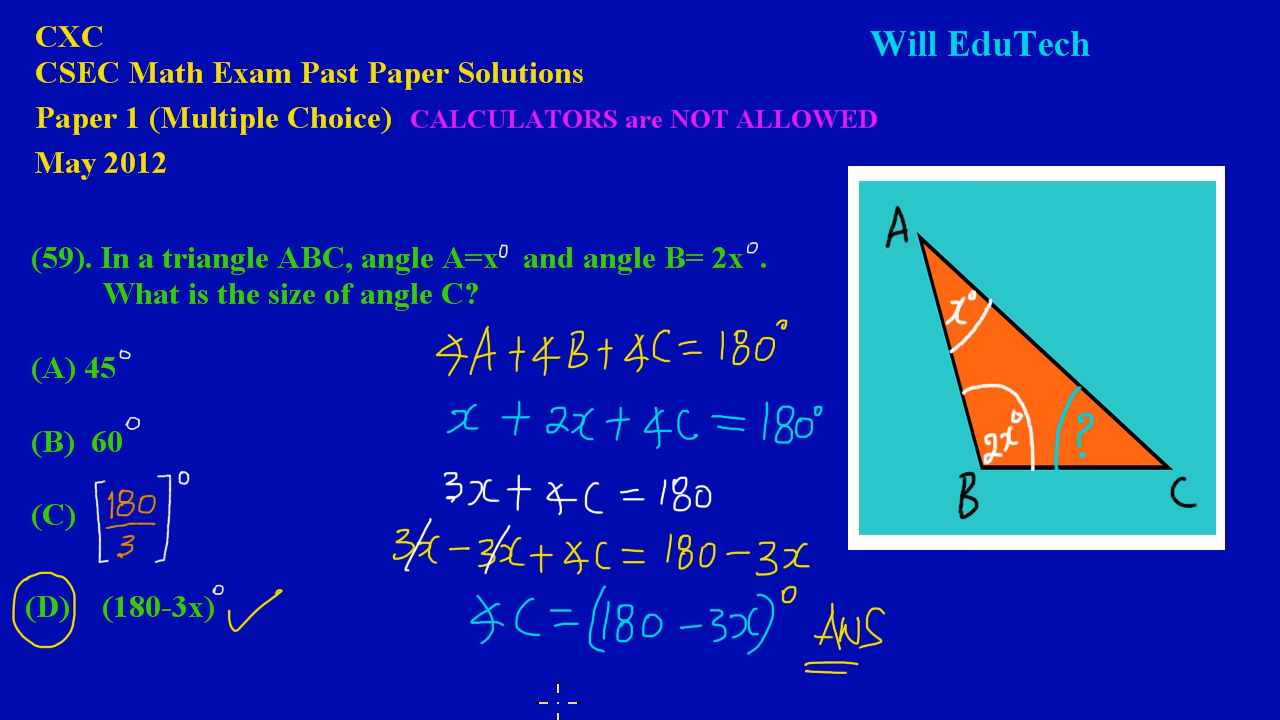 CXC
Will EduTech
CSEC Math Exam Past Paper Solutions
Paper 1 (Multiple Choice) CALCULATORS are NOT ALLOWED
May 2012
(59). In a triangle ABC, angle A=x° and angle B= 2x°.
What is the size of angle C?
(A) 45°
(B) 60°
(C) [180/3]°
(D) (180-3x)° ✓
∡A + ∡B + ∡C = 180°
x + 2x + ∡C = 180°
3x + ∡C = 180
3x - 3x + ∡C = 180 - 3x
∡C = (180 - 3x)° ANS
A
x°
2x°
?
B
C